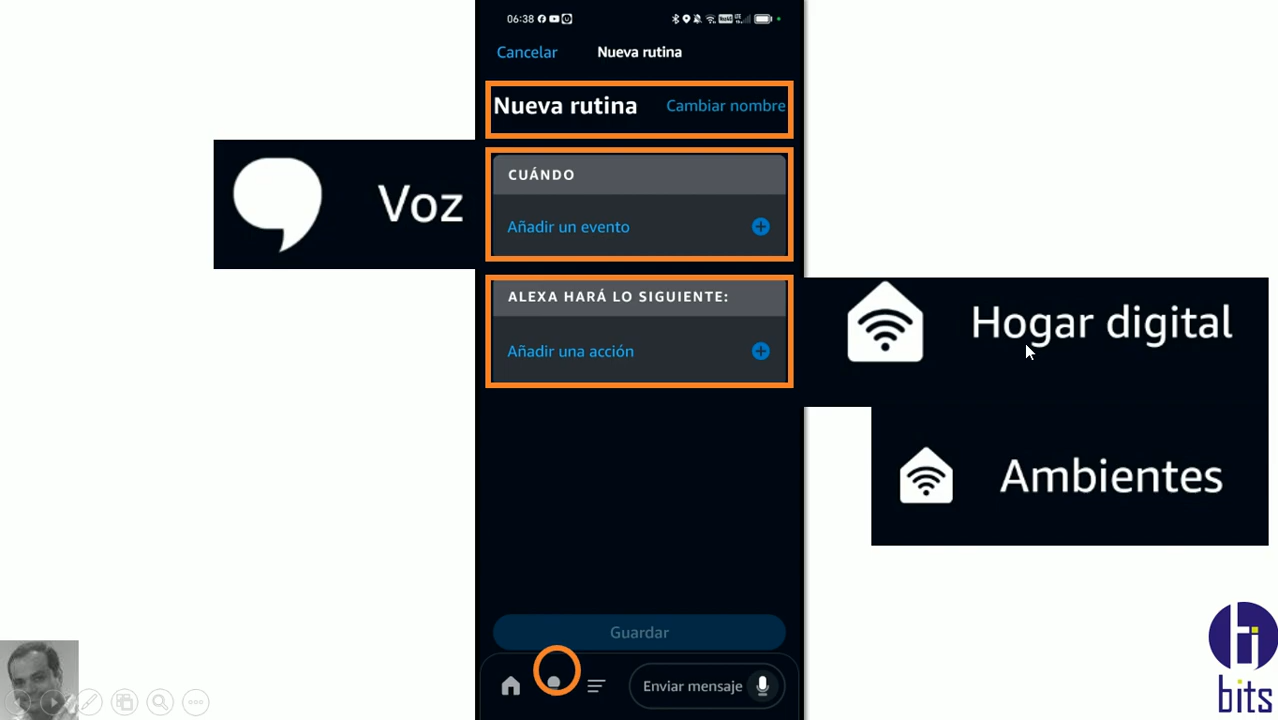 06:38
Cancelar
Nueva rutina
Nueva rutina
Cambiar nombre
CUÁNDO
Añadir un evento
Voz
ALEXA HARÁ LO SIGUIENTE:
Añadir una acción
Hogar digital
Ambientes
Guardar
Enviar mensaje
bits